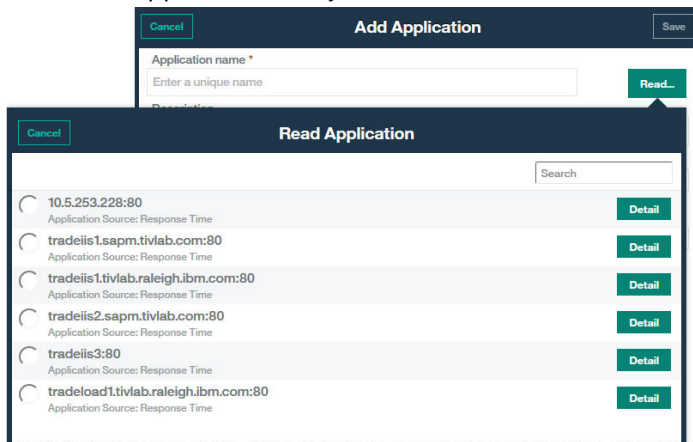 Cancel
Add Application
Save
Application name *
Enter a unique name
Read...
Description
Cancel
Read Application
Search
10.5.253.228:80
Application Source: Response Time
Detail
tradeiis1.sapm.tivlab.com:80
Application Source: Response Time
Detail
tradeiis1.tivlab.raleigh.ibm.com:80
Application Source: Response Time
Detail
tradeiis2.sapm.tivlab.com:80
Application Source: Response Time
Detail
tradeiis3:80
Application Source: Response Time
Detail
tradeload1.tivlab.raleigh.ibm.com:80
Application Source: Response Time
Detail